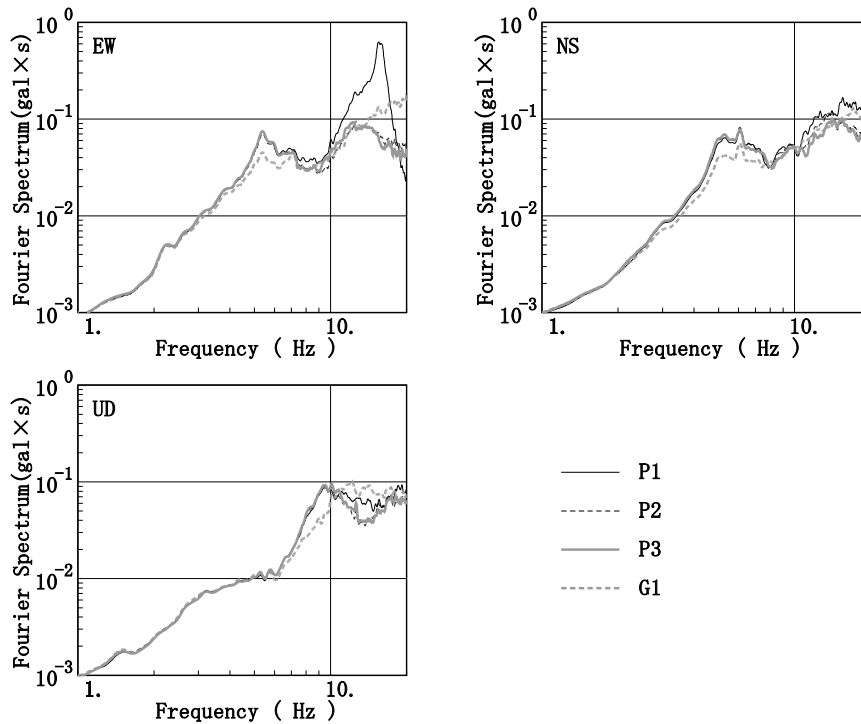 EW
Fourier Spectrum(gal×s)
10^0
10^-1
10^-2
10^-3
1.
10.
Frequency ( Hz )
NS
Fourier Spectrum(gal×s)
10^0
10^-1
10^-2
10^-3
1.
10.
Frequency ( Hz )
UD
Fourier Spectrum(gal×s)
10^0
10^-1
10^-2
10^-3
1.
10.
Frequency ( Hz )
P1
P2
P3
G1